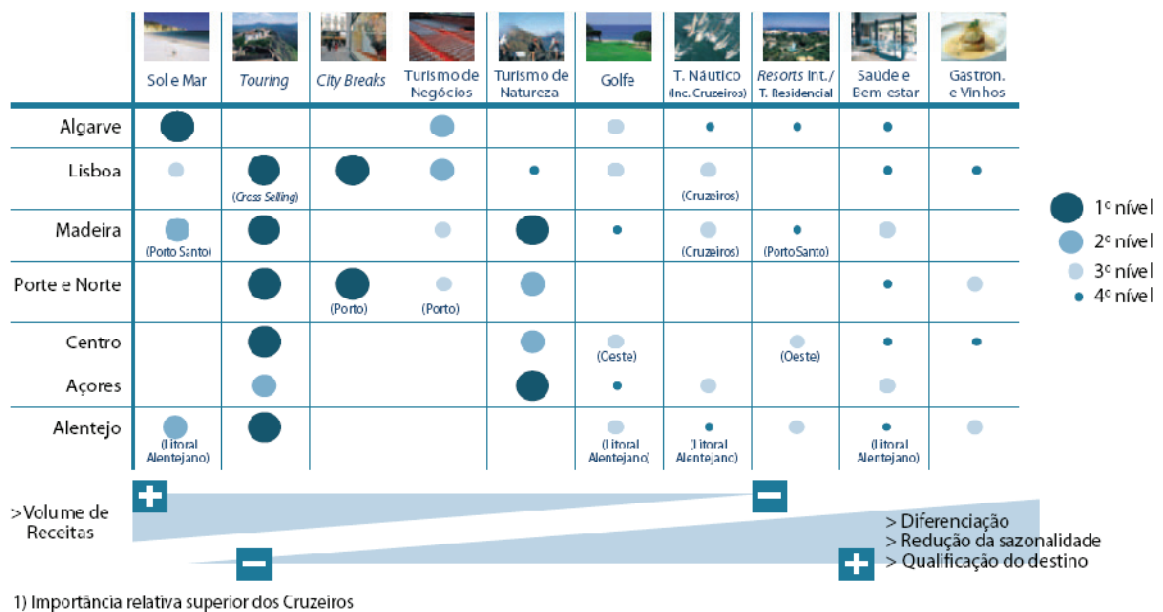 Sol e Mar
Touring
City Breaks
Turismo de
Negócios
Turismo de
Natureza
Golfe
T. Náutico
(Inc. Cruzeiros)
Resorts Int./
T. Residencial
Saúde e
Bem-estar
Gastron.
e Vinhos
Algarve
Lisboa
(Cross Selling)
(Cruzeiros)
Madeira
(Porto Santo)
(Cruzeiros)
(Porto Santo)
Porte e Norte
(Porto)
(Porto)
Centro
(Oeste)
(Oeste)
Açores
Alentejo
(Litoral
Alentejano)
(Litoral
Alentejano)
(Litoral
Alentejano)
(Litoral
Alentejano)
1º nível
2º nível
3º nível
4º nível
+
−
> Volume de
Receitas
−
+
> Diferenciação
> Redução da sazonalidade
> Qualificação do destino
1) Importância relativa superior dos Cruzeiros